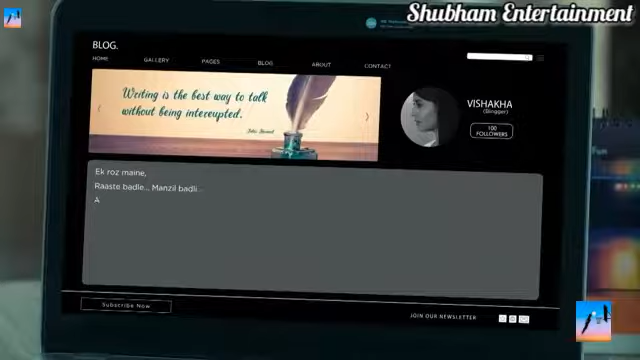 Shubham Entertainment
BLOG.
HOME GALLERY PAGES BLOG ABOUT CONTACT
Writing is the best way to talk
without being intereupted.
VISHAKHA
(Blogger)
100
FOLLOWERS
Ek roz maine,
Raaste badle... Manzil badli...
A
Subscribe Now
JOIN OUR NEWSLETTER